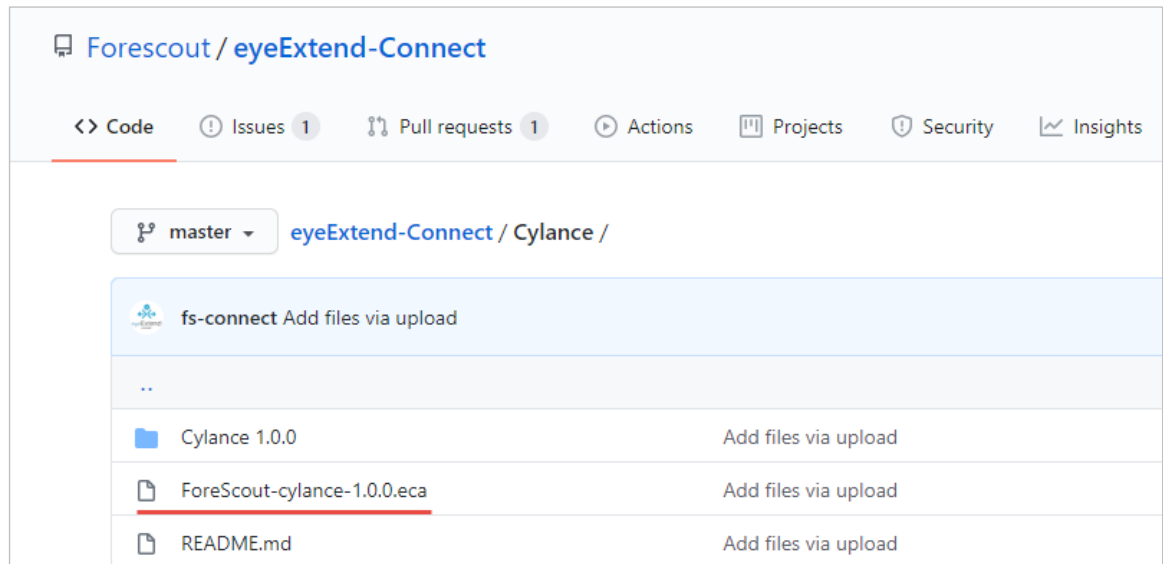 Forescout / eyeExtend-Connect
<> Code Issues 1 Pull requests 1 Actions Projects Security Insights
master eyeExtend-Connect / Cylance /
fs-connect Add files via upload
..
Cylance 1.0.0 Add files via upload
ForeScout-cylance-1.0.0.eca Add files via upload
README.md Add files via upload